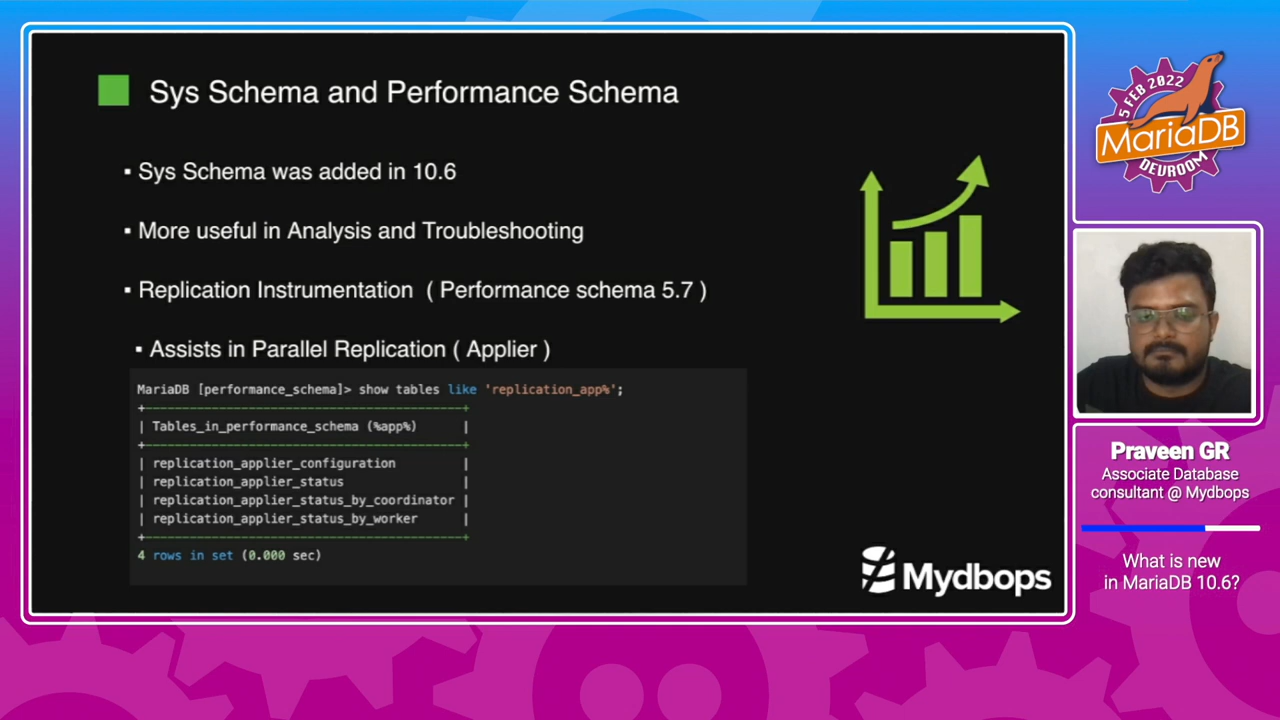 Sys Schema and Performance Schema
▪ Sys Schema was added in 10.6
▪ More useful in Analysis and Troubleshooting
▪ Replication Instrumentation ( Performance schema 5.7 )
▪ Assists in Parallel Replication ( Applier )
MariaDB [performance_schema]> show tables like 'replication_app%';
+----------------------------------------+
| Tables_in_performance_schema (%app%) |
+----------------------------------------+
| replication_applier_configuration |
| replication_applier_status |
| replication_applier_status_by_coordinator |
| replication_applier_status_by_worker |
+----------------------------------------+
4 rows in set (0.000 sec)
Mydbops
5 FEB 2022
MariaDB
DEVROOM
Praveen GR
Associate Database
consultant @ Mydbops
What is new
in MariaDB 10.6?